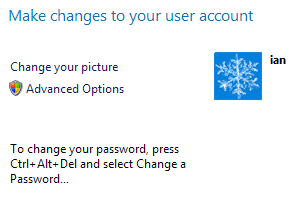 Make changes to your user account
Change your picture
ian
Advanced Options
To change your password, press
Ctrl+Alt+Del and select Change a
Password...